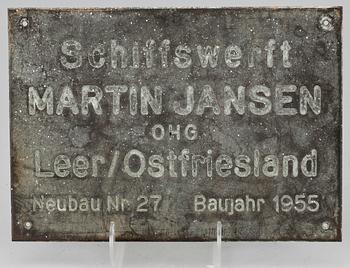 Schiffswerft
MARTIN JANSEN
OHG
Leer/Ostfriesland
Neubau Nr. 27 Baujahr 1955